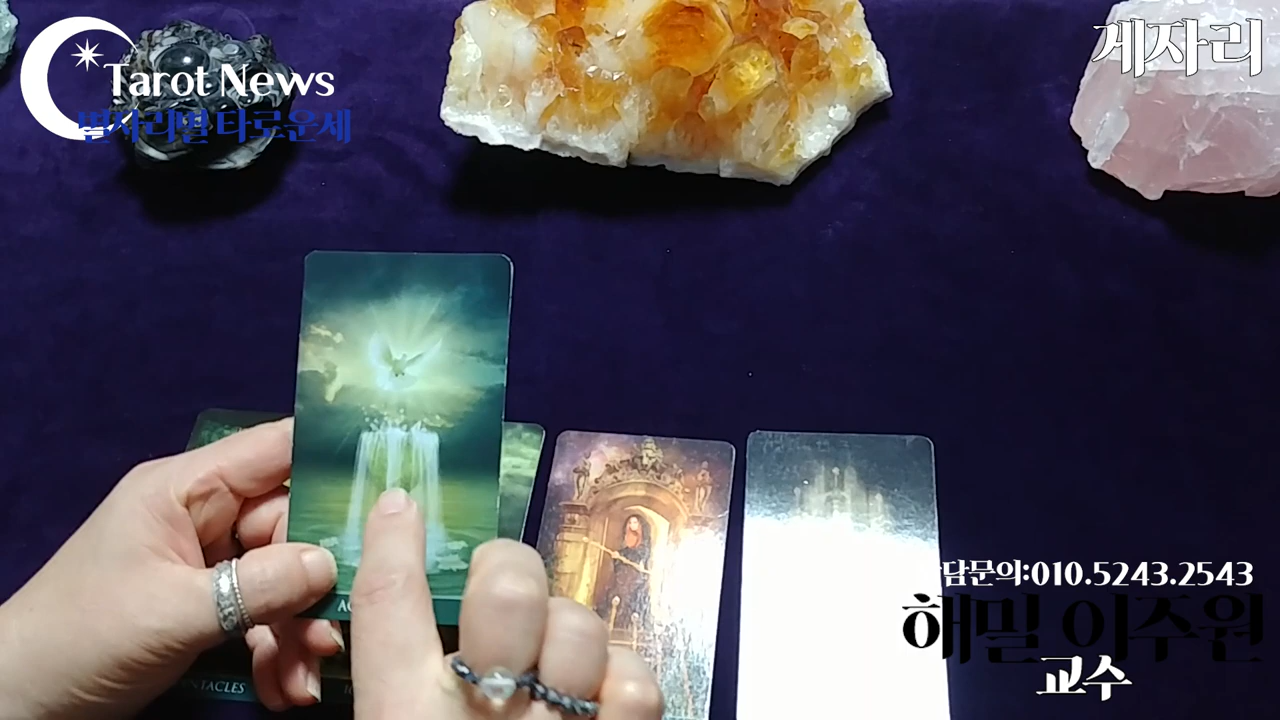 Tarot News
별자리별 타로운세
게자리
담문의:010.5243.2543
해밀 이주원
교수
NTACLES